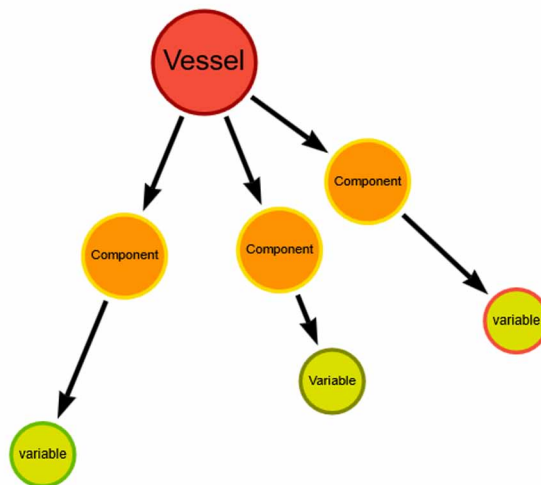 Vessel
Component
Component
Component
variable
Variable
variable